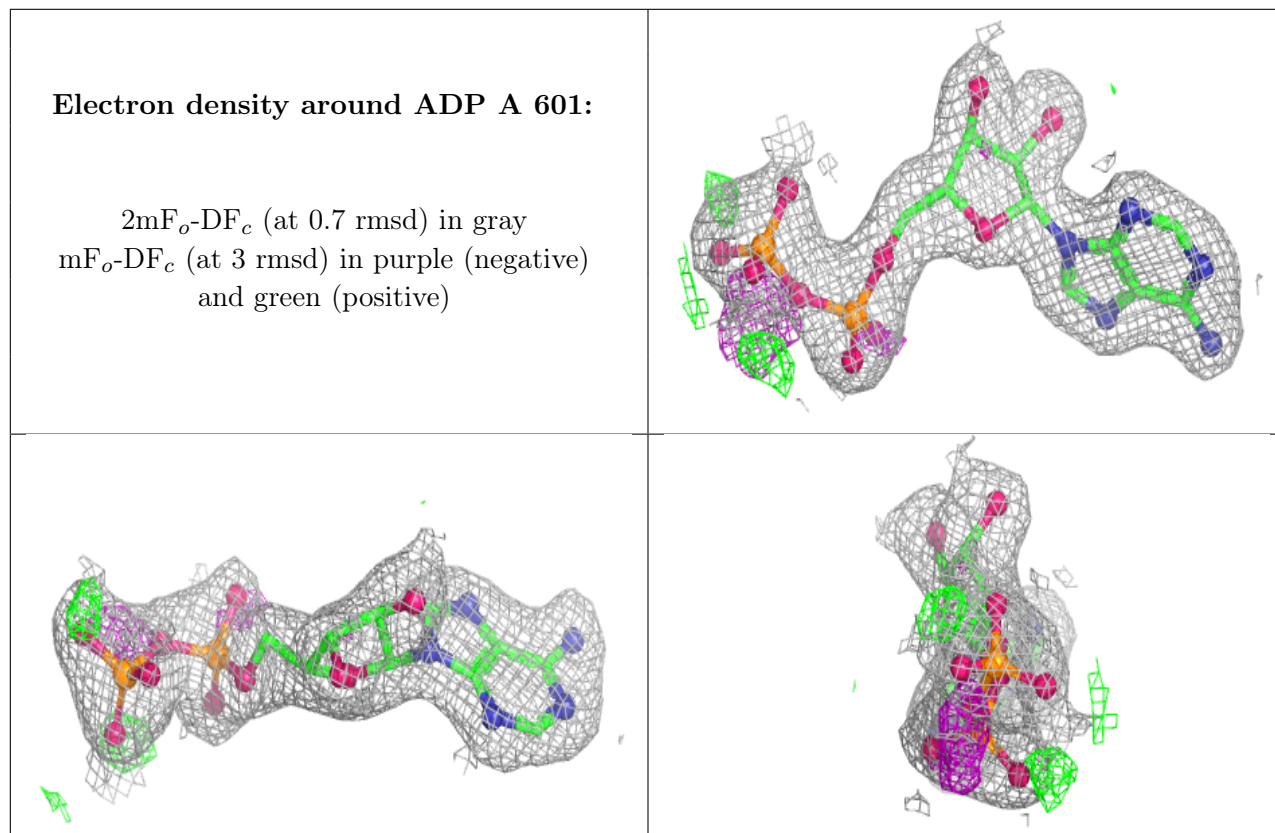 Electron density around ADP A 601:
2mFₒ-DF𝒸 (at 0.7 rmsd) in gray
mFₒ-DF𝒸 (at 3 rmsd) in purple (negative)
and green (positive)